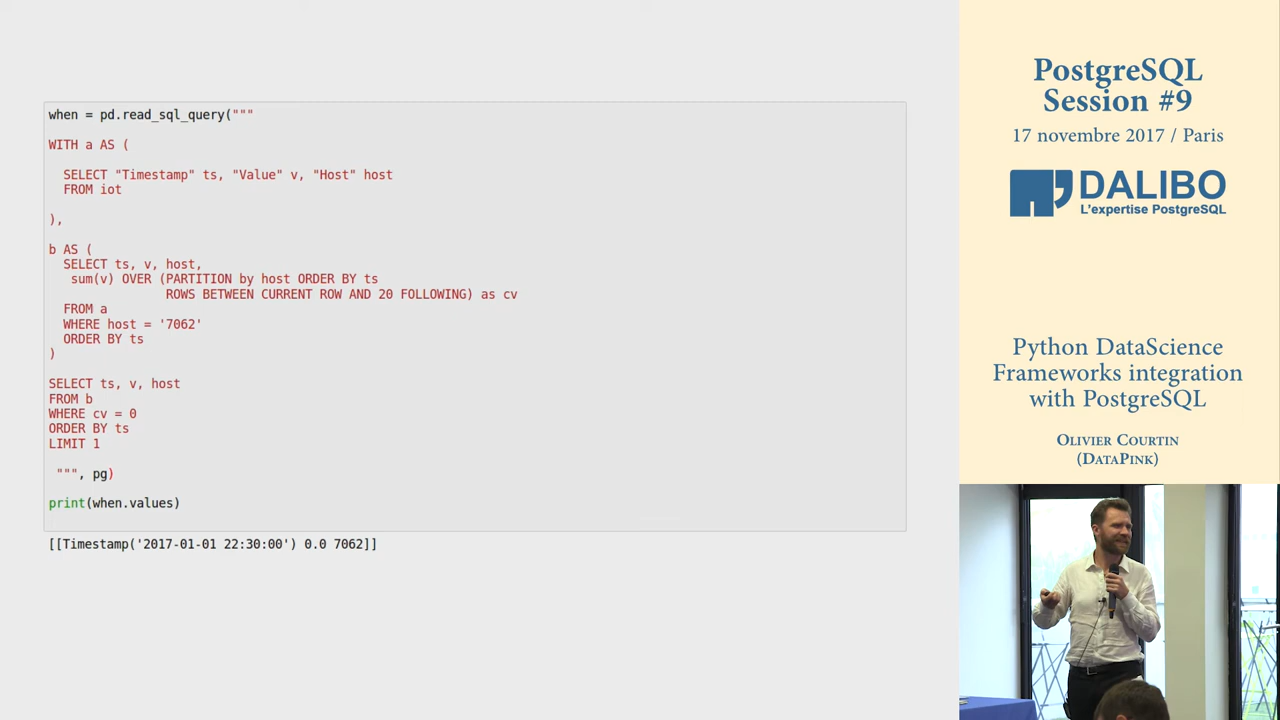 when = pd.read_sql_query("""
WITH a AS (
SELECT "Timestamp" ts, "Value" v, "Host" host
FROM iot
),
b AS (
SELECT ts, v, host,
sum(v) OVER (PARTITION by host ORDER BY ts
ROWS BETWEEN CURRENT ROW AND 20 FOLLOWING) as cv
FROM a
WHERE host = '7062'
ORDER BY ts
)
SELECT ts, v, host
FROM b
WHERE cv = 0
ORDER BY ts
LIMIT 1
""", pg)
print(when.values)
[[Timestamp('2017-01-01 22:30:00') 0.0 7062]]
PostgreSQL
Session #9
17 novembre 2017 / Paris
DALIBO
L'expertise PostgreSQL
Python DataScience
Frameworks integration
with PostgreSQL
Olivier Courtin
(DataPink)